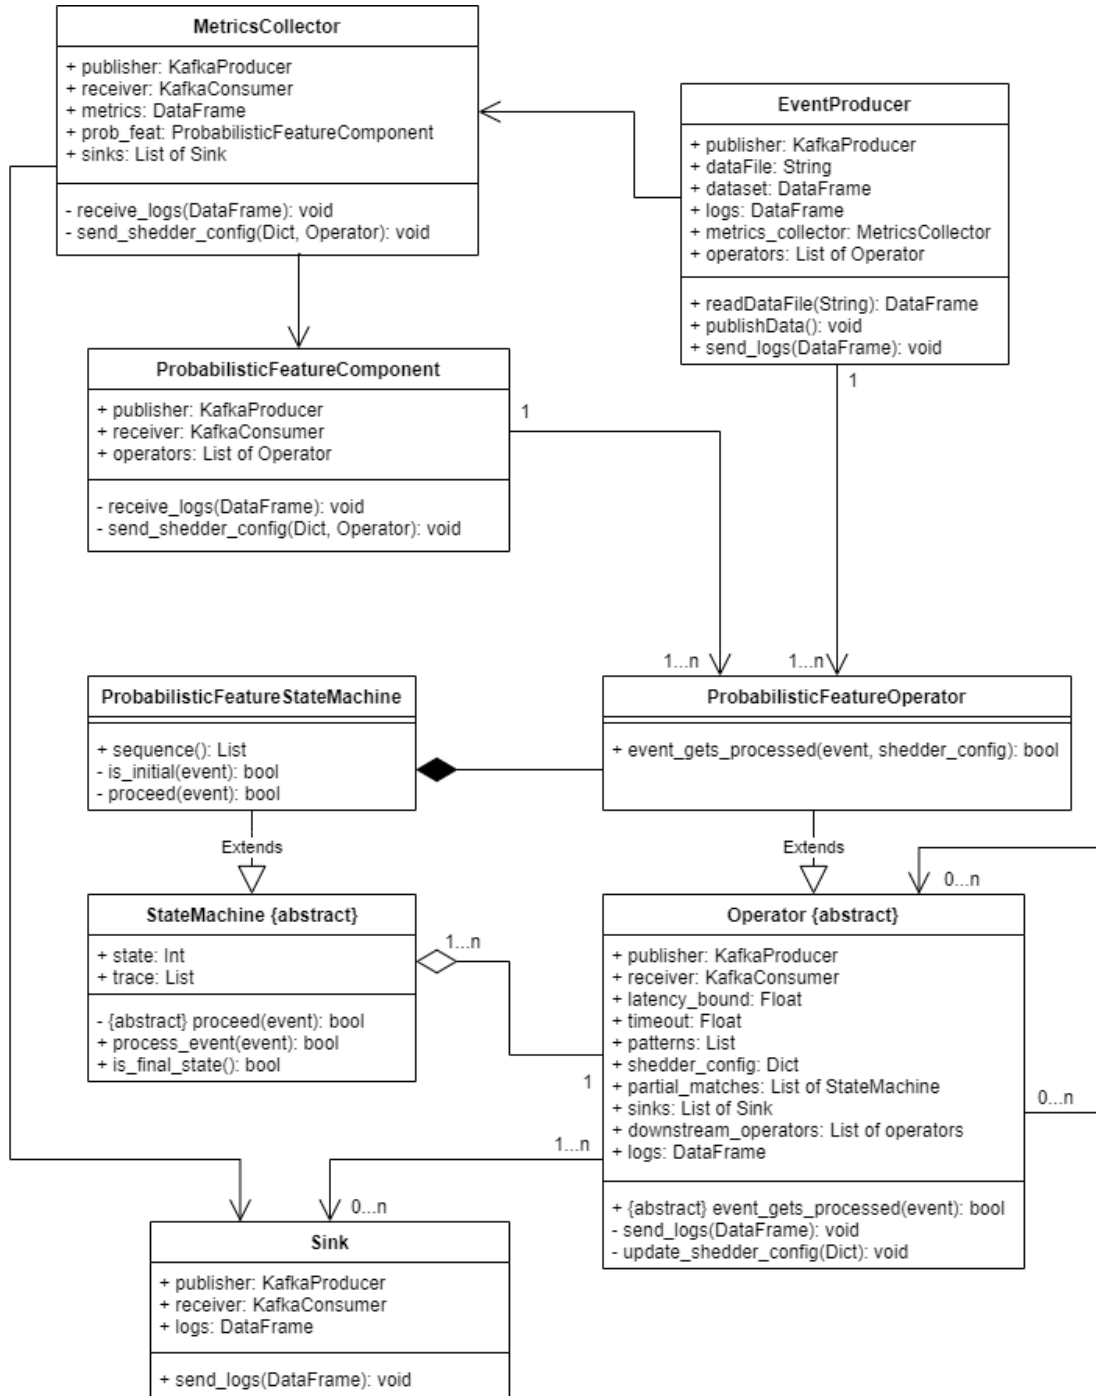 MetricsCollector
+ publisher: KafkaProducer
+ receiver: KafkaConsumer
+ metrics: DataFrame
+ prob_feat: ProbabilisticFeatureComponent
+ sinks: List of Sink
- receive_logs(DataFrame): void
- send_shedder_config(Dict, Operator): void
EventProducer
+ publisher: KafkaProducer
+ dataFile: String
+ dataset: DataFrame
+ logs: DataFrame
+ metrics_collector: MetricsCollector
+ operators: List of Operator
+ readDataFile(String): DataFrame
+ publishData(): void
+ send_logs(DataFrame): void
1
ProbabilisticFeatureComponent
+ publisher: KafkaProducer
+ receiver: KafkaConsumer
+ operators: List of Operator
- receive_logs(DataFrame): void
- send_shedder_config(Dict, Operator): void
1
1...n
1...n
ProbabilisticFeatureStateMachine
+ sequence(): List
- is_initial(event): bool
- proceed(event): bool
ProbabilisticFeatureOperator
+ event_gets_processed(event, shedder_config): bool
Extends
Extends
0...n
StateMachine {abstract}
+ state: Int
+ trace: List
- {abstract} proceed(event): bool
+ process_event(event): bool
+ is_final_state(): bool
1...n
1
Operator {abstract}
+ publisher: KafkaProducer
+ receiver: KafkaConsumer
+ latency_bound: Float
+ timeout: Float
+ patterns: List
+ shedder_config: Dict
+ partial_matches: List of StateMachine
+ sinks: List of Sink
+ downstream_operators: List of operators
+ logs: DataFrame
+ {abstract} event_gets_processed(event): bool
- send_logs(DataFrame): void
- update_shedder_config(Dict): void
0...n
1...n
0...n
Sink
+ publisher: KafkaProducer
+ receiver: KafkaConsumer
+ logs: DataFrame
+ send_logs(DataFrame): void